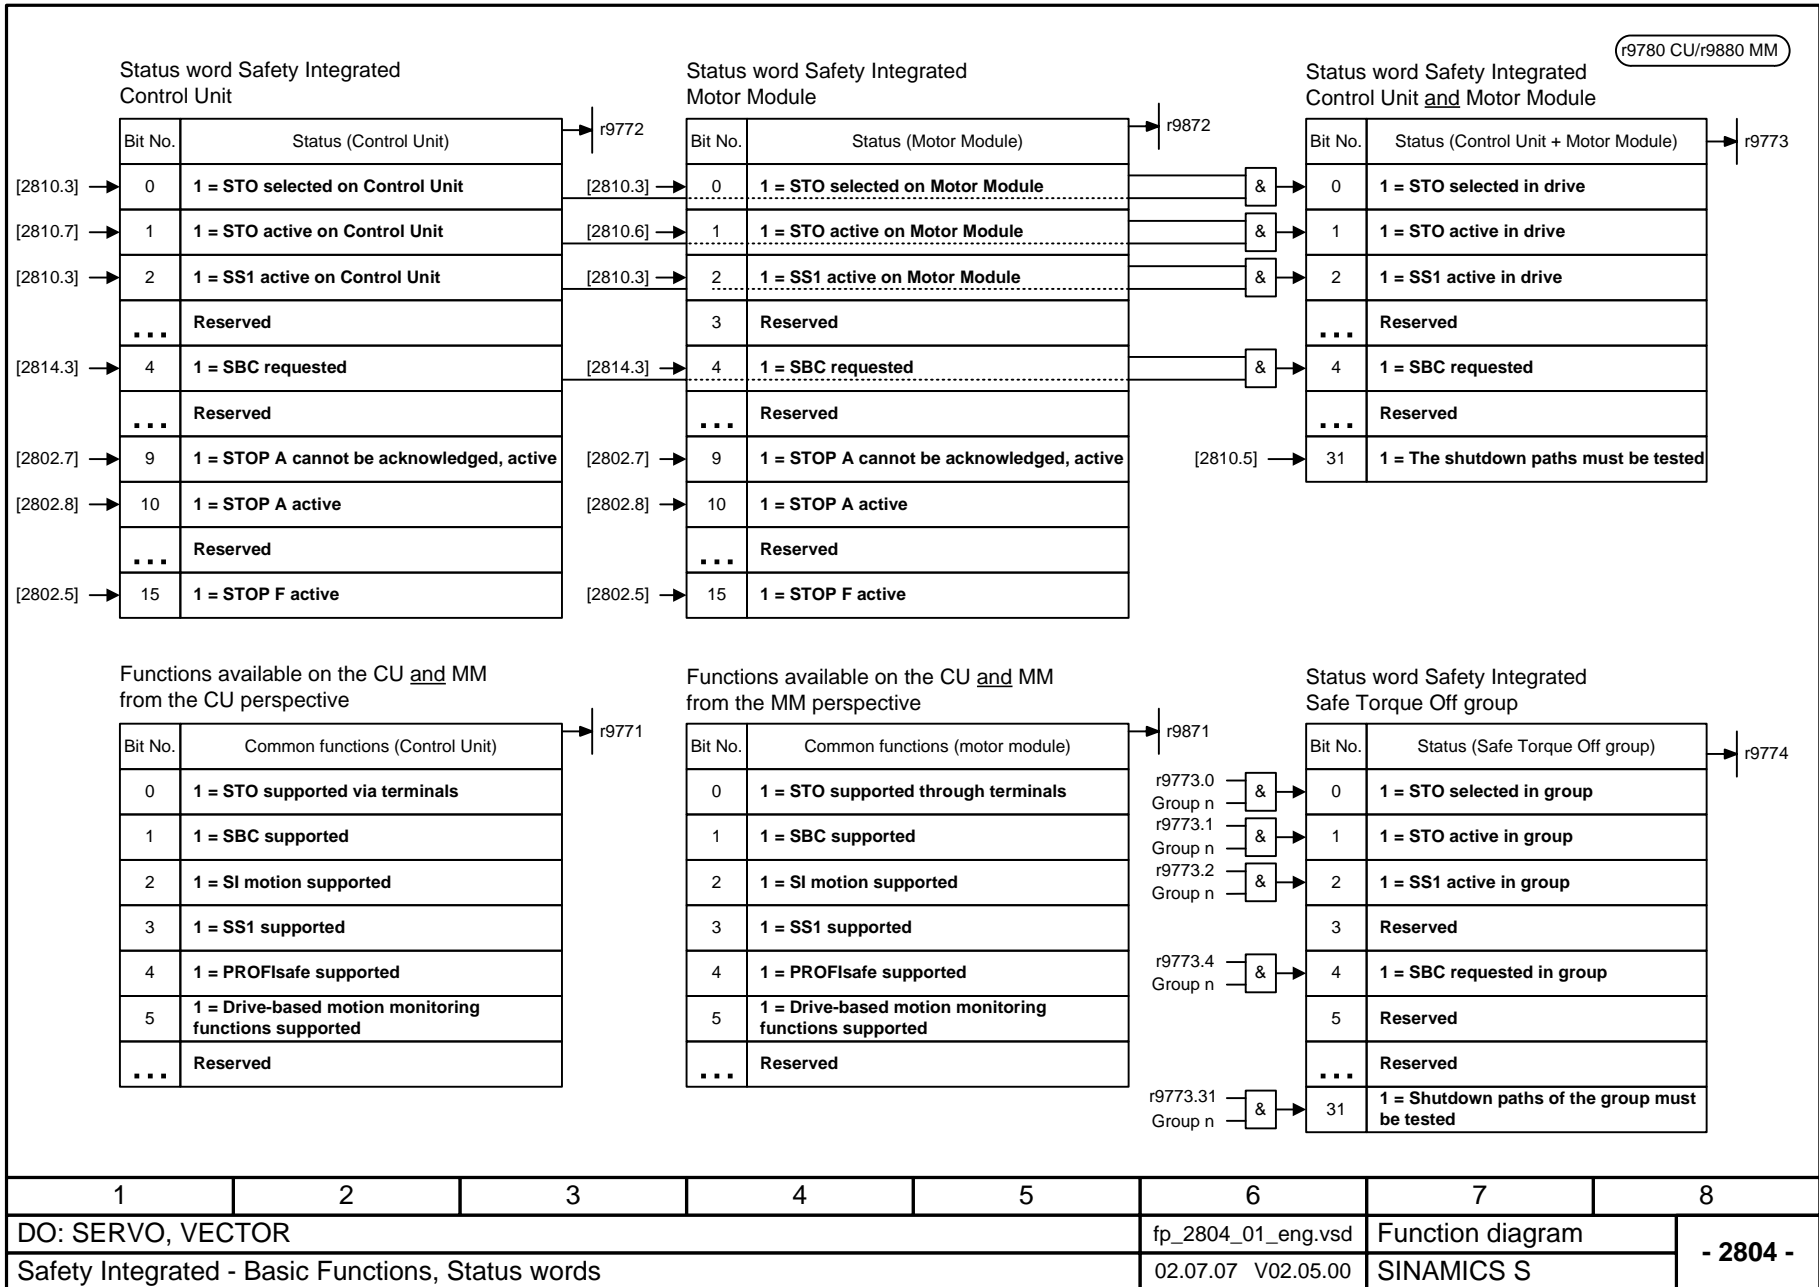 r9780 CU/r9880 MM
Status word Safety Integrated
Control Unit
r9772
Bit No. Status (Control Unit)
[2810.3] 0 1 = STO selected on Control Unit
[2810.7] 1 1 = STO active on Control Unit
[2810.3] 2 1 = SS1 active on Control Unit
... Reserved
[2814.3] 4 1 = SBC requested
... Reserved
[2802.7] 9 1 = STOP A cannot be acknowledged, active
[2802.8] 10 1 = STOP A active
... Reserved
[2802.5] 15 1 = STOP F active
Status word Safety Integrated
Motor Module
r9872
Bit No. Status (Motor Module)
[2810.3] 0 1 = STO selected on Motor Module
[2810.6] 1 1 = STO active on Motor Module
[2810.3] 2 1 = SS1 active on Motor Module
3 Reserved
[2814.3] 4 1 = SBC requested
... Reserved
[2802.7] 9 1 = STOP A cannot be acknowledged, active
[2802.8] 10 1 = STOP A active
... Reserved
[2802.5] 15 1 = STOP F active
Status word Safety Integrated
Control Unit and Motor Module
r9773
Bit No. Status (Control Unit + Motor Module)
& 0 1 = STO selected in drive
& 1 1 = STO active in drive
& 2 1 = SS1 active in drive
... Reserved
& 4 1 = SBC requested
... Reserved
[2810.5] 31 1 = The shutdown paths must be tested
Functions available on the CU and MM
from the CU perspective
r9771
Bit No. Common functions (Control Unit)
0 1 = STO supported via terminals
1 1 = SBC supported
2 1 = SI motion supported
3 1 = SS1 supported
4 1 = PROFIsafe supported
5 1 = Drive-based motion monitoring
functions supported
... Reserved
Functions available on the CU and MM
from the MM perspective
r9871
Bit No. Common functions (motor module)
0 1 = STO supported through terminals
1 1 = SBC supported
2 1 = SI motion supported
3 1 = SS1 supported
4 1 = PROFIsafe supported
5 1 = Drive-based motion monitoring
functions supported
... Reserved
Status word Safety Integrated
Safe Torque Off group
r9774
Bit No. Status (Safe Torque Off group)
r9773.0
Group n
& 0 1 = STO selected in group
r9773.1
Group n
& 1 1 = STO active in group
r9773.2
Group n
& 2 1 = SS1 active in group
3 Reserved
r9773.4
Group n
& 4 1 = SBC requested in group
5 Reserved
... Reserved
r9773.31
Group n
& 31 1 = Shutdown paths of the group must
be tested
1 2 3 4 5 6 7 8
DO: SERVO, VECTOR fp_2804_01_eng.vsd Function diagram
- 2804 -
Safety Integrated - Basic Functions, Status words 02.07.07 V02.05.00 SINAMICS S